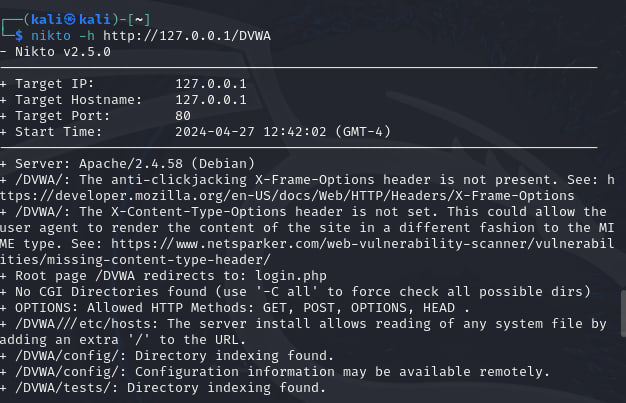 ┌──(kali㉿kali)-[~]
└─$ nikto -h http://127.0.0.1/DVWA
- Nikto v2.5.0
+ Target IP:          127.0.0.1
+ Target Hostname:    127.0.0.1
+ Target Port:        80
+ Start Time:         2024-04-27 12:42:02 (GMT-4)
+ Server: Apache/2.4.58 (Debian)
+ /DVWA/: The anti-clickjacking X-Frame-Options header is not present. See: h
ttps://developer.mozilla.org/en-US/docs/Web/HTTP/Headers/X-Frame-Options
+ /DVWA/: The X-Content-Type-Options header is not set. This could allow the
user agent to render the content of the site in a different fashion to the MI
ME type. See: https://www.netsparker.com/web-vulnerability-scanner/vulnerabil
ities/missing-content-type-header/
+ Root page /DVWA redirects to: login.php
+ No CGI Directories found (use '-C all' to force check all possible dirs)
+ OPTIONS: Allowed HTTP Methods: GET, POST, OPTIONS, HEAD .
+ /DVWA///etc/hosts: The server install allows reading of any system file by
adding an extra '/' to the URL.
+ /DVWA/config/: Directory indexing found.
+ /DVWA/config/: Configuration information may be available remotely.
+ /DVWA/tests/: Directory indexing found.